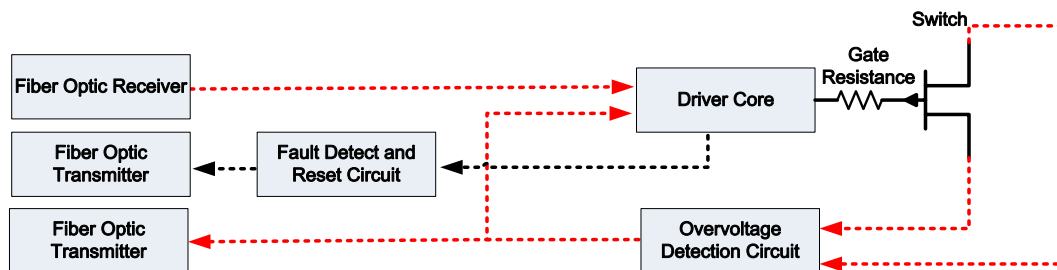 Switch
Gate
Resistance
Fiber Optic Receiver
Driver Core
Fiber Optic
Transmitter
Fault Detect and
Reset Circuit
Fiber Optic
Transmitter
Overvoltage
Detection Circuit